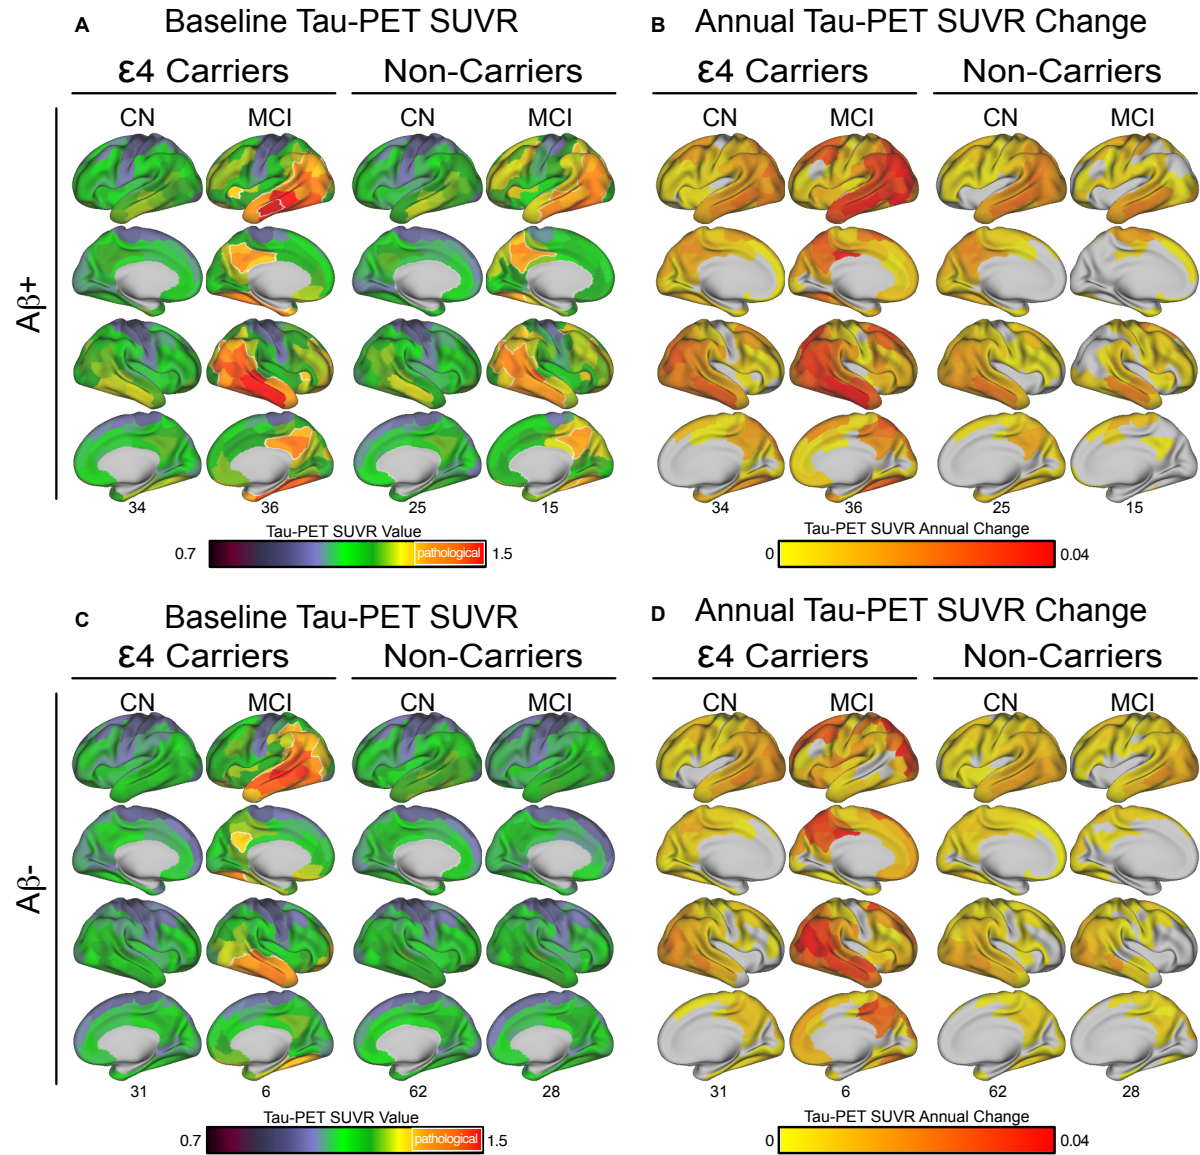 A Baseline Tau-PET SUVR
B Annual Tau-PET SUVR Change
ε4 Carriers Non-Carriers
ε4 Carriers Non-Carriers
CN MCI CN MCI
CN MCI CN MCI
Aβ+
34 36 25 15
34 36 25 15
Tau-PET SUVR Value
0.7 pathological 1.5
Tau-PET SUVR Annual Change
0 0.04
C Baseline Tau-PET SUVR
D Annual Tau-PET SUVR Change
ε4 Carriers Non-Carriers
ε4 Carriers Non-Carriers
CN MCI CN MCI
CN MCI CN MCI
Aβ-
31 6 62 28
31 6 62 28
Tau-PET SUVR Value
0.7 pathological 1.5
Tau-PET SUVR Annual Change
0 0.04